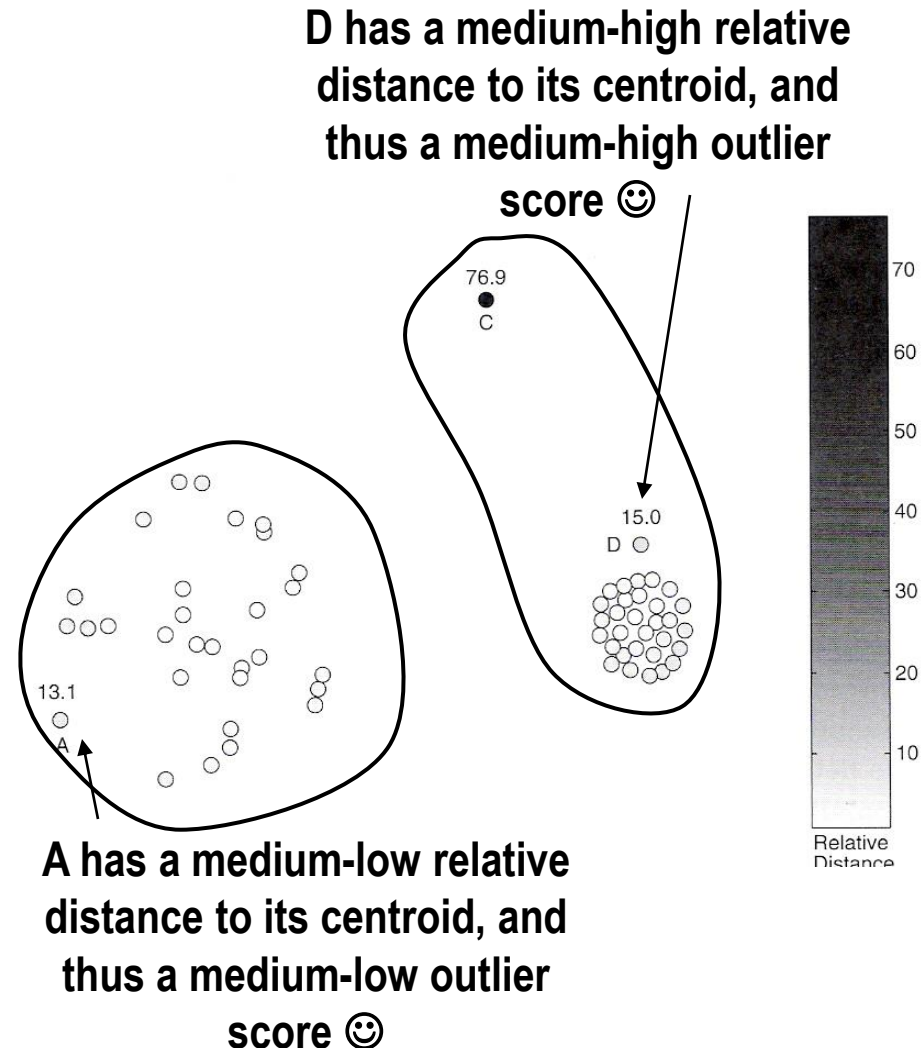 D has a medium-high relative
distance to its centroid, and
thus a medium-high outlier
score ☺
76.9
C
15.0
D
13.1
A
70
60
50
40
30
20
10
Relative
Distance
A has a medium-low relative
distance to its centroid, and
thus a medium-low outlier
score ☺